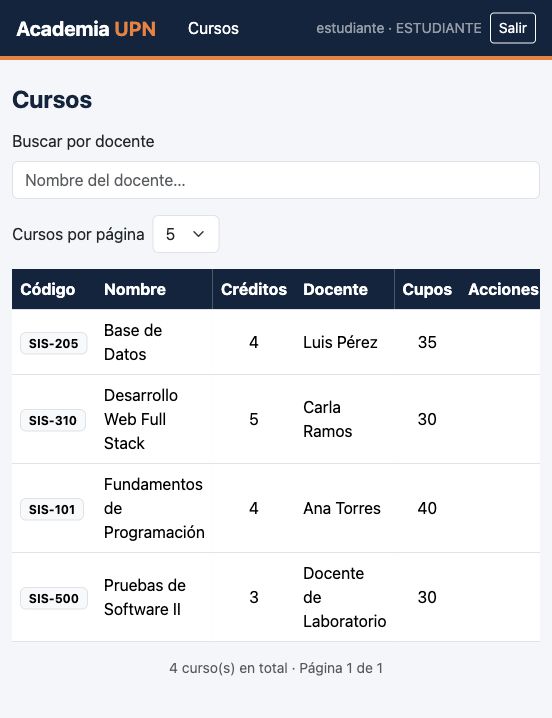 Academia UPN Cursos estudiante · ESTUDIANTE Salir
Cursos
Buscar por docente
Nombre del docente...
Cursos por página 5
Código Nombre Créditos Docente Cupos Acciones
SIS-205 Base de Datos 4 Luis Pérez 35
SIS-310 Desarrollo Web Full Stack 5 Carla Ramos 30
SIS-101 Fundamentos de Programación 4 Ana Torres 40
SIS-500 Pruebas de Software II 3 Docente de Laboratorio 30
4 curso(s) en total · Página 1 de 1